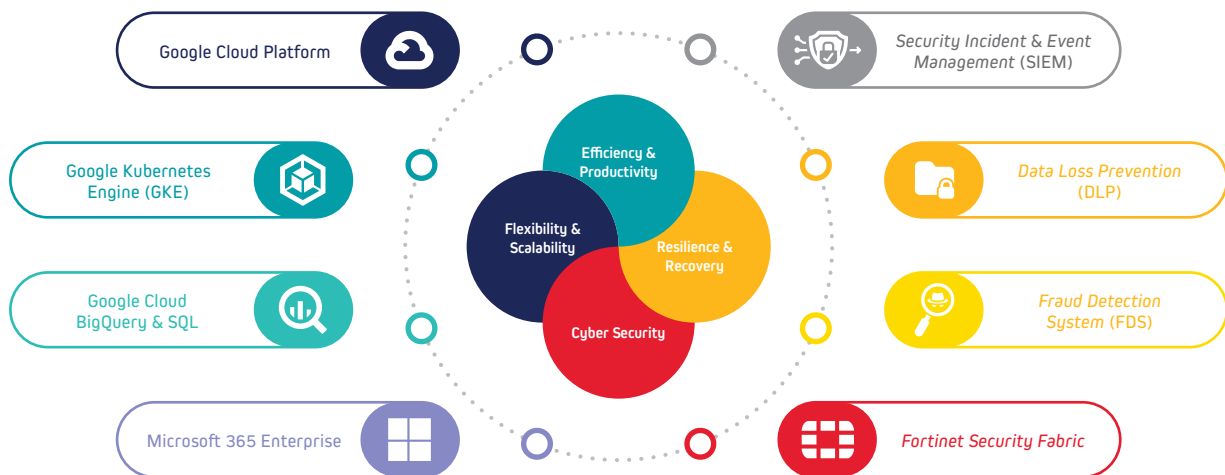 Google Cloud Platform
Security Incident & Event
Management (SIEM)
Efficiency &
Productivity
Google Kubernetes
Engine (GKE)
Data Loss Prevention
(DLP)
Flexibility &
Scalability
Resilience &
Recovery
Google Cloud
BigQuery & SQL
Fraud Detection
System (FDS)
Cyber Security
Microsoft 365 Enterprise
Fortinet Security Fabric